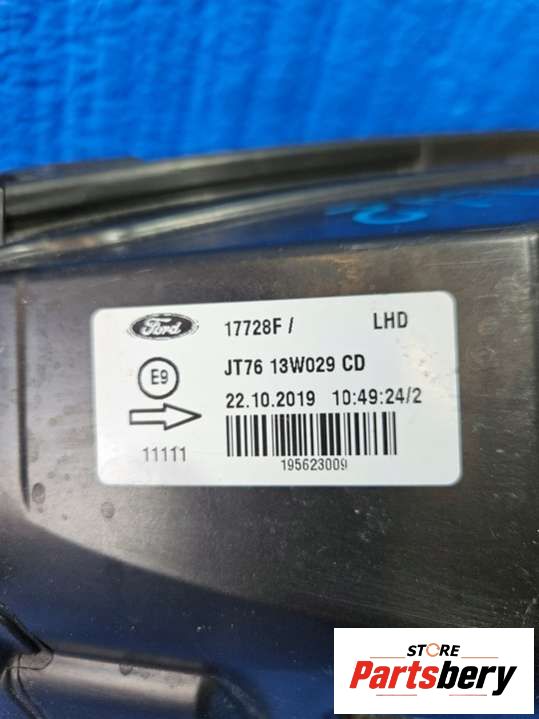 Ford 17728F / LHD
E9 JT76 13W029 CD
22.10.2019 10:49:24/2
11111
195623009
STORE
Partsbery